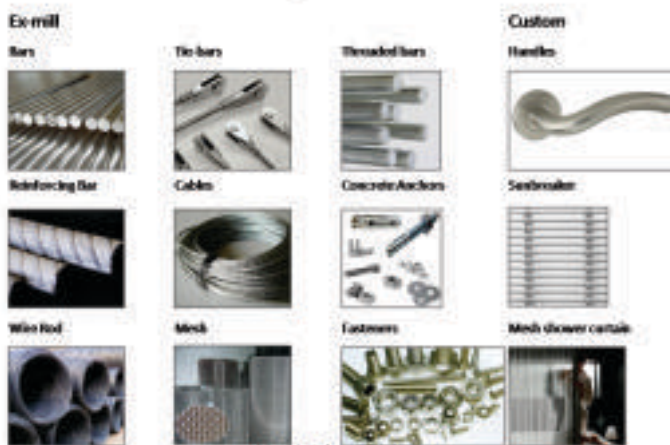 Ex-mill
Custom
Bars
Tie-bars
Threaded bars
Handles
Reinforcing Bar
Cables
Concrete Anchors
Sunbreaker
Wire Rod
Mesh
Fasteners
Mesh shower curtain